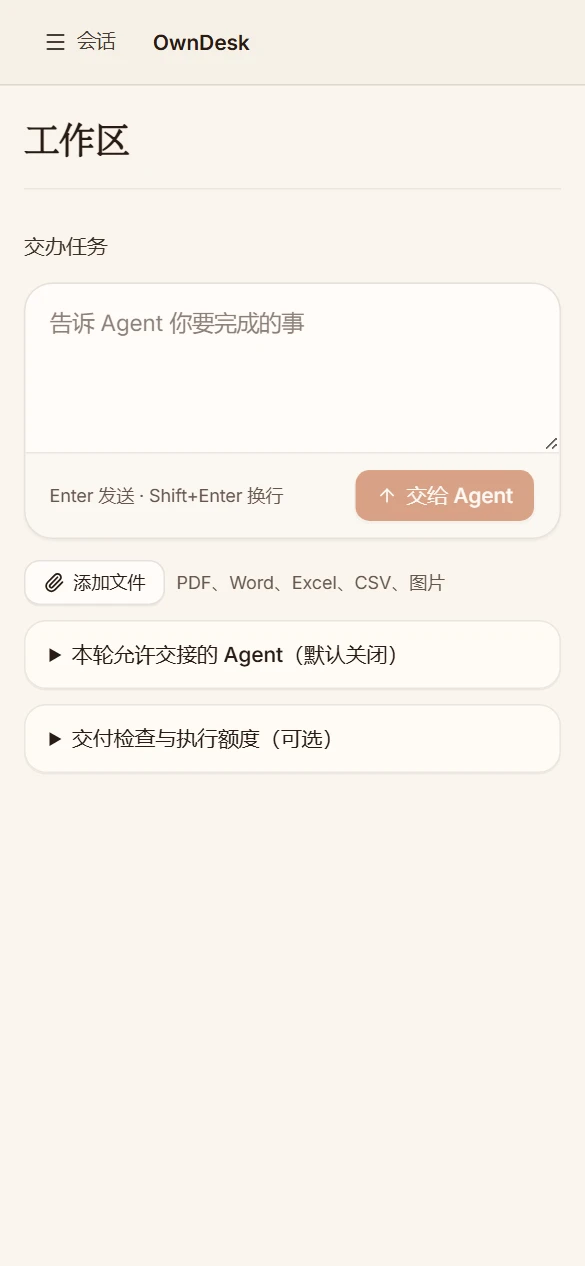 会话 OwnDesk
工作区
交办任务
告诉 Agent 你要完成的事
Enter 发送 · Shift+Enter 换行 ↑ 交给 Agent
添加文件 PDF、Word、Excel、CSV、图片
▶ 本轮允许交接的 Agent（默认关闭）
▶ 交付检查与执行额度（可选）